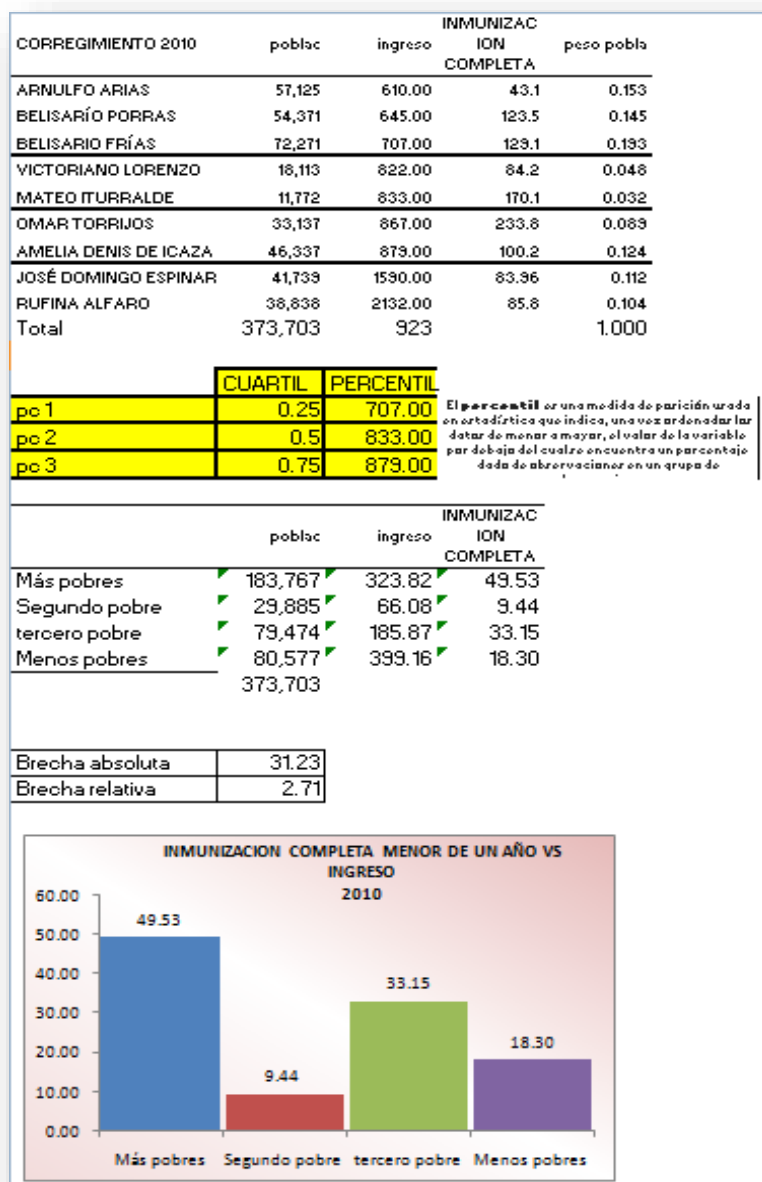 CORREGIMIENTO 2010 poblac ingreso INMUNIZAC ION COMPLETA peso pobla
ARNULFO ARIAS 57,125 610.00 43.1 0.153
BELISARÍO PORRAS 54,371 645.00 123.5 0.145
BELISARIO FRÍAS 72,271 707.00 129.1 0.193
VICTORIANO LORENZO 18,113 822.00 84.2 0.048
MATEO ITURRALDE 11,772 833.00 170.1 0.032
OMAR TORRIJOS 33,137 867.00 233.8 0.089
AMELIA DENIS DE ICAZA 46,337 879.00 100.2 0.124
JOSÉ DOMINGO ESPINAR 41,739 1590.00 83.96 0.112
RUFINA ALFARO 38,838 2132.00 85.8 0.104
Total 373,703 923 1.000
CUARTIL PERCENTIL
pc 1 0.25 707.00
pc 2 0.5 833.00
pc 3 0.75 879.00
El percentil es una medida de posición usada
en estadística que indica, una vez ordenados los
datos de menor a mayor, el valor de la variable
por debajo del cual se encuentra un porcentaje
dado de observaciones en un grupo de
poblac ingreso INMUNIZAC ION COMPLETA
Más pobres 183,767 323.82 49.53
Segundo pobre 29,885 66.08 9.44
tercero pobre 79,474 185.87 33.15
Menos pobres 80,577 399.16 18.30
373,703
Brecha absoluta 31.23
Brecha relativa 2.71
INMUNIZACION COMPLETA MENOR DE UN AÑO VS
INGRESO
2010
60.00
50.00
40.00
30.00
20.00
10.00
0.00
49.53
9.44
33.15
18.30
Más pobres Segundo pobre tercero pobre Menos pobres